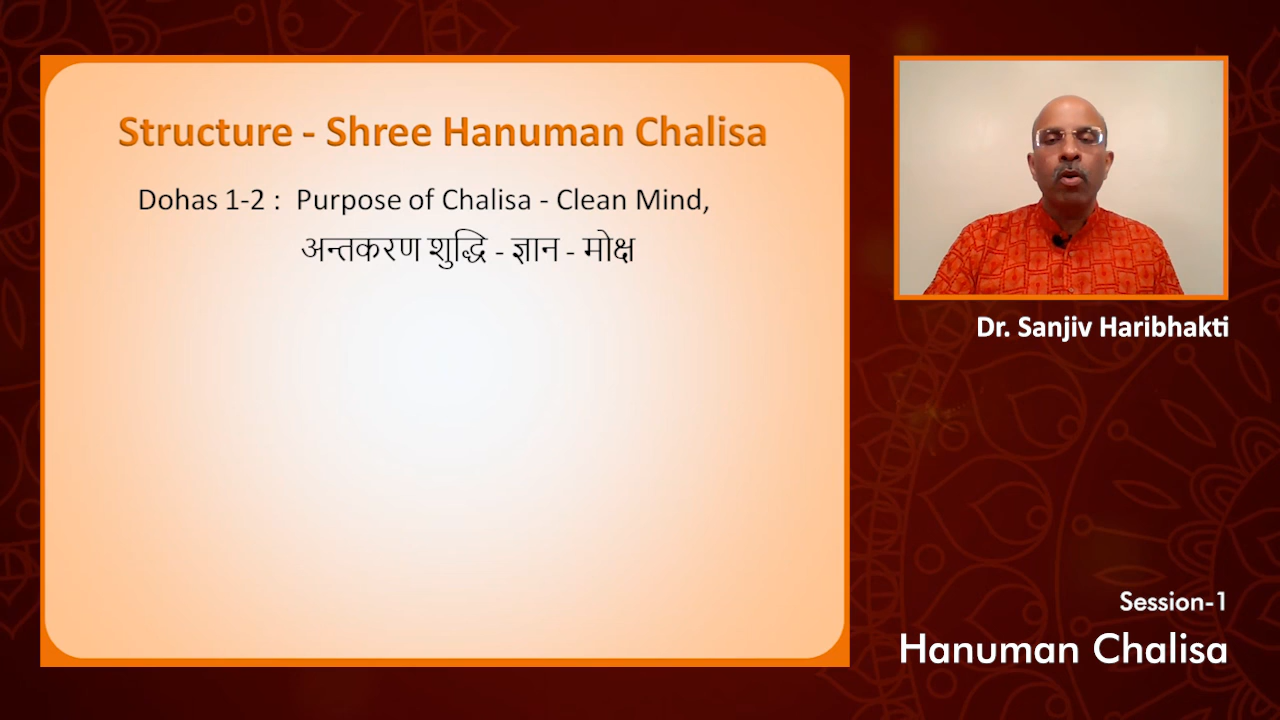 Structure - Shree Hanuman Chalisa
Dohas 1-2 : Purpose of Chalisa - Clean Mind,
अन्तकरण शुद्धि - ज्ञान - मोक्ष
Dr. Sanjiv Haribhakti
Session-1
Hanuman Chalisa